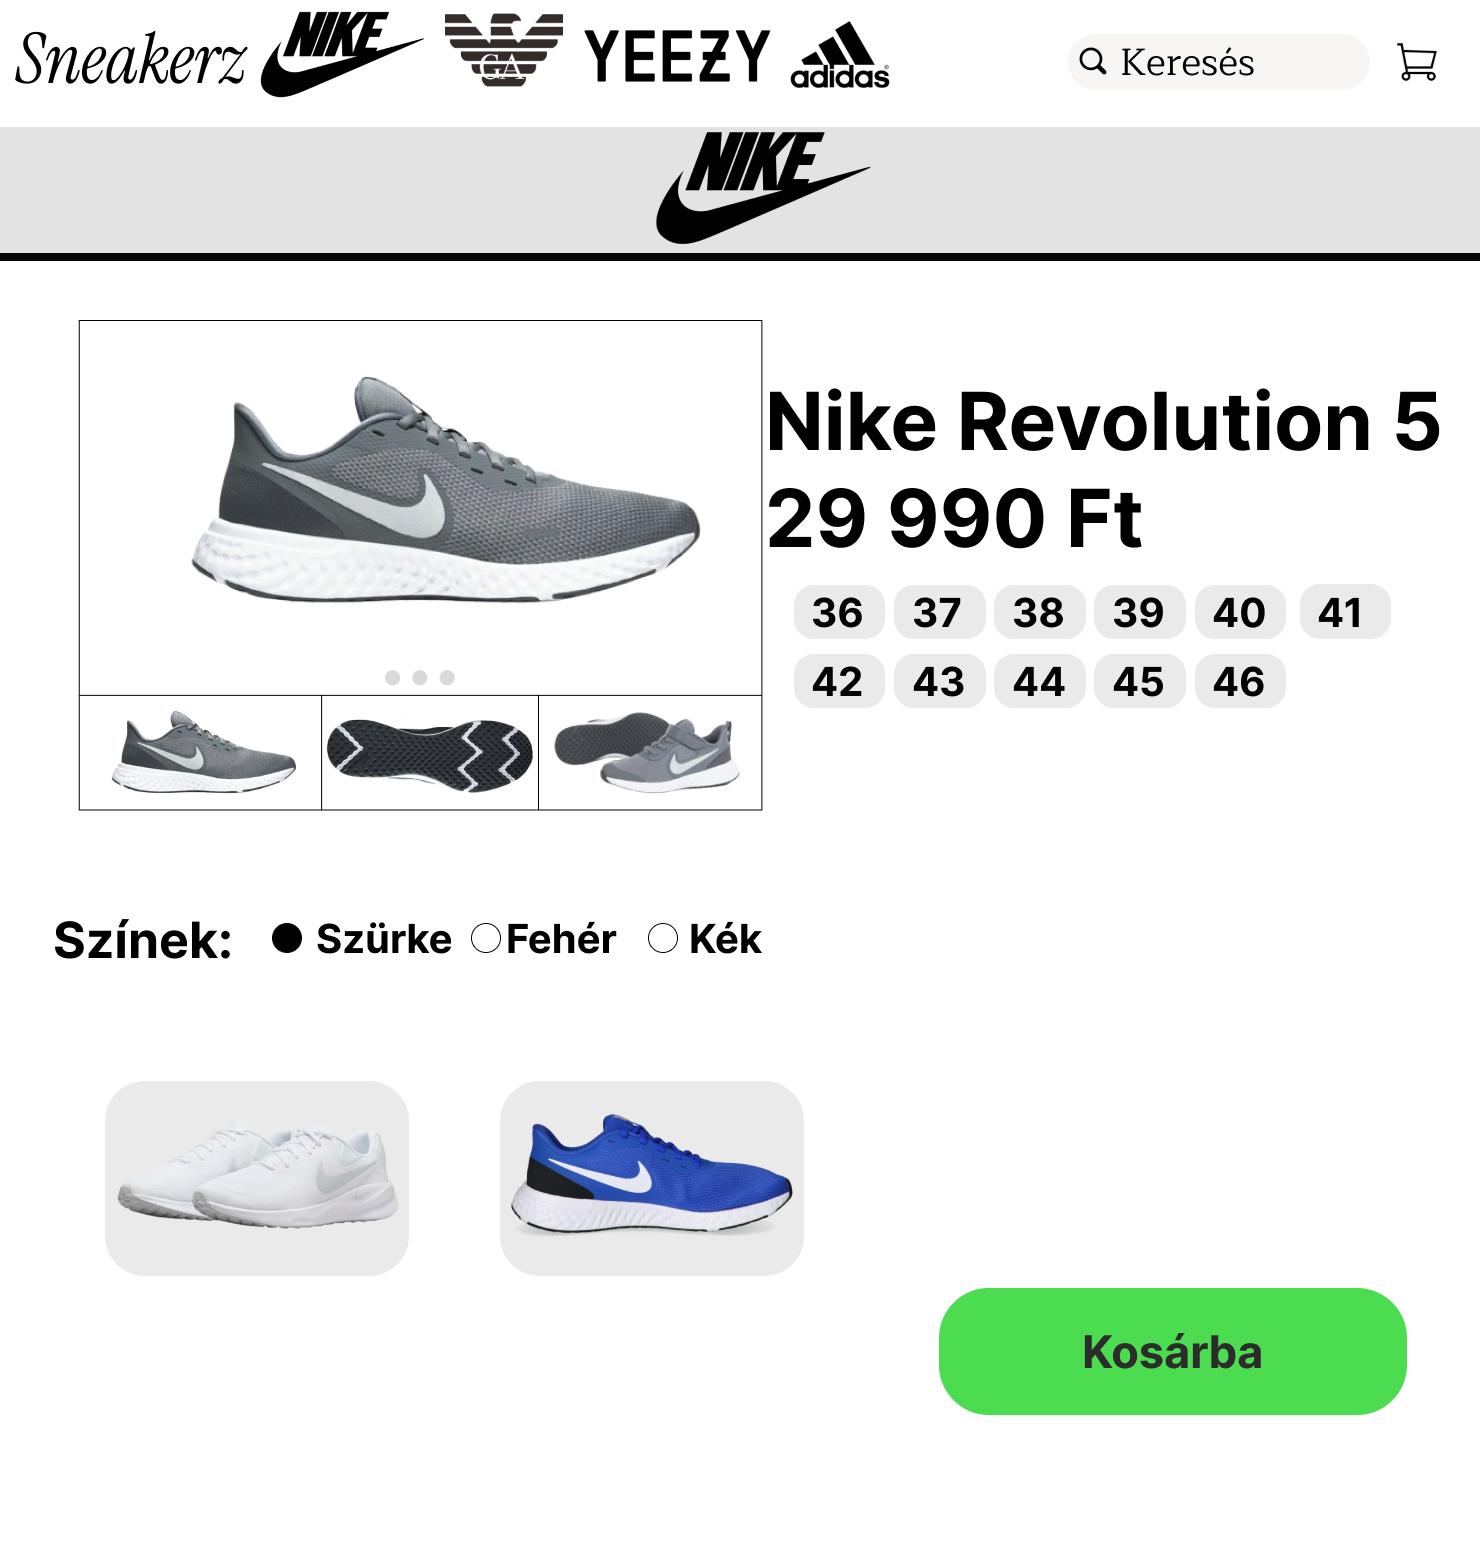 Sneakerz NIKE GA YEEZY adidas® Keresés
NIKE
Nike Revolution 5
29 990 Ft
36 37 38 39 40 41
42 43 44 45 46
Színek: Szürke Fehér Kék
Kosárba